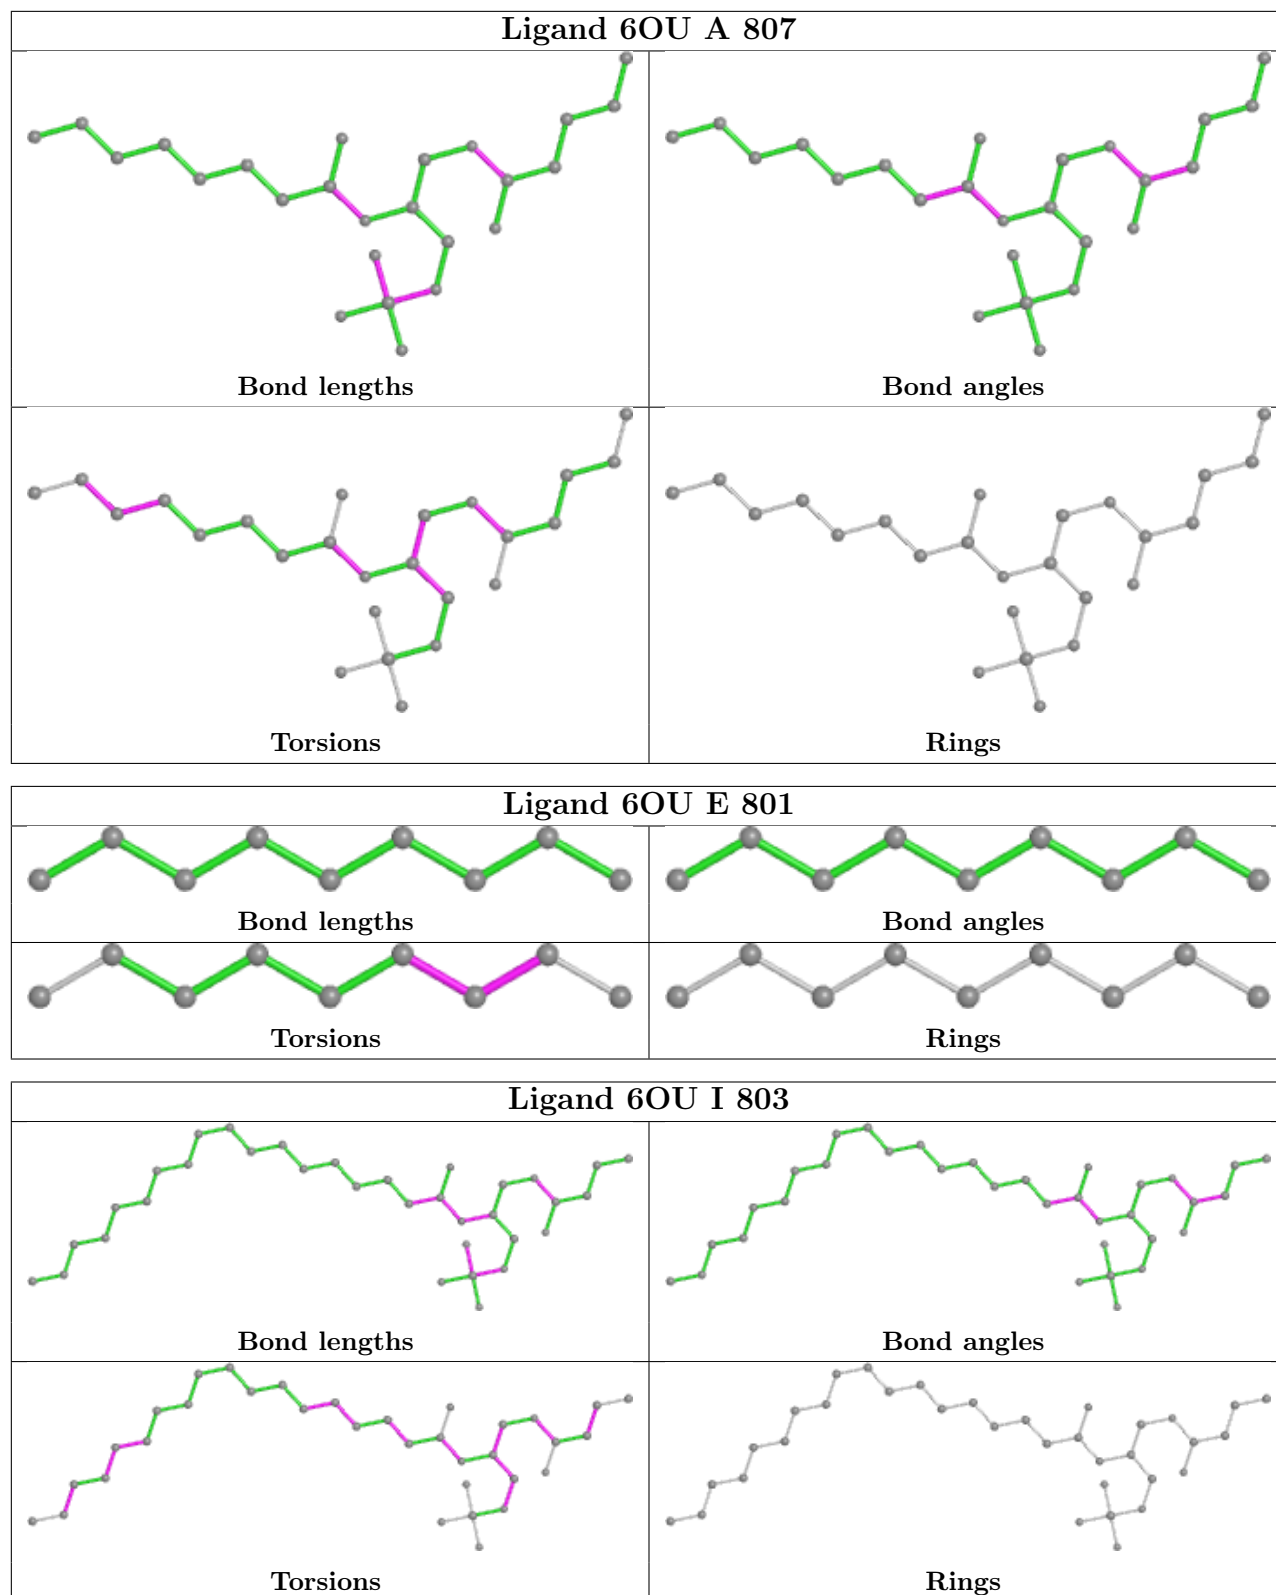 Ligand 6OU A 807
Bond lengths
Bond angles
Torsions
Rings
Ligand 6OU E 801
Bond lengths
Bond angles
Torsions
Rings
Ligand 6OU I 803
Bond lengths
Bond angles
Torsions
Rings